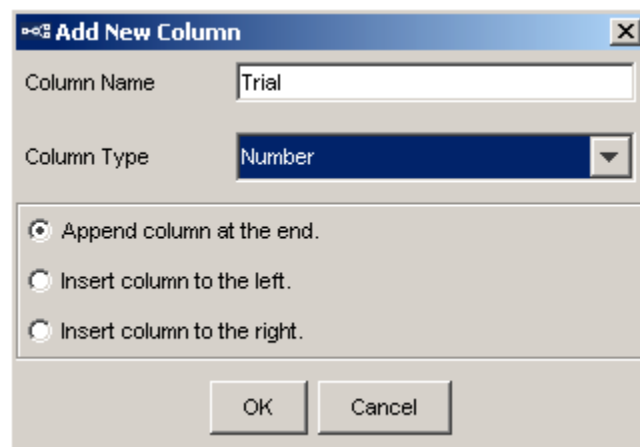 Add New Column
Column Name Trial
Column Type Number
Append column at the end.
Insert column to the left.
Insert column to the right.
OK Cancel